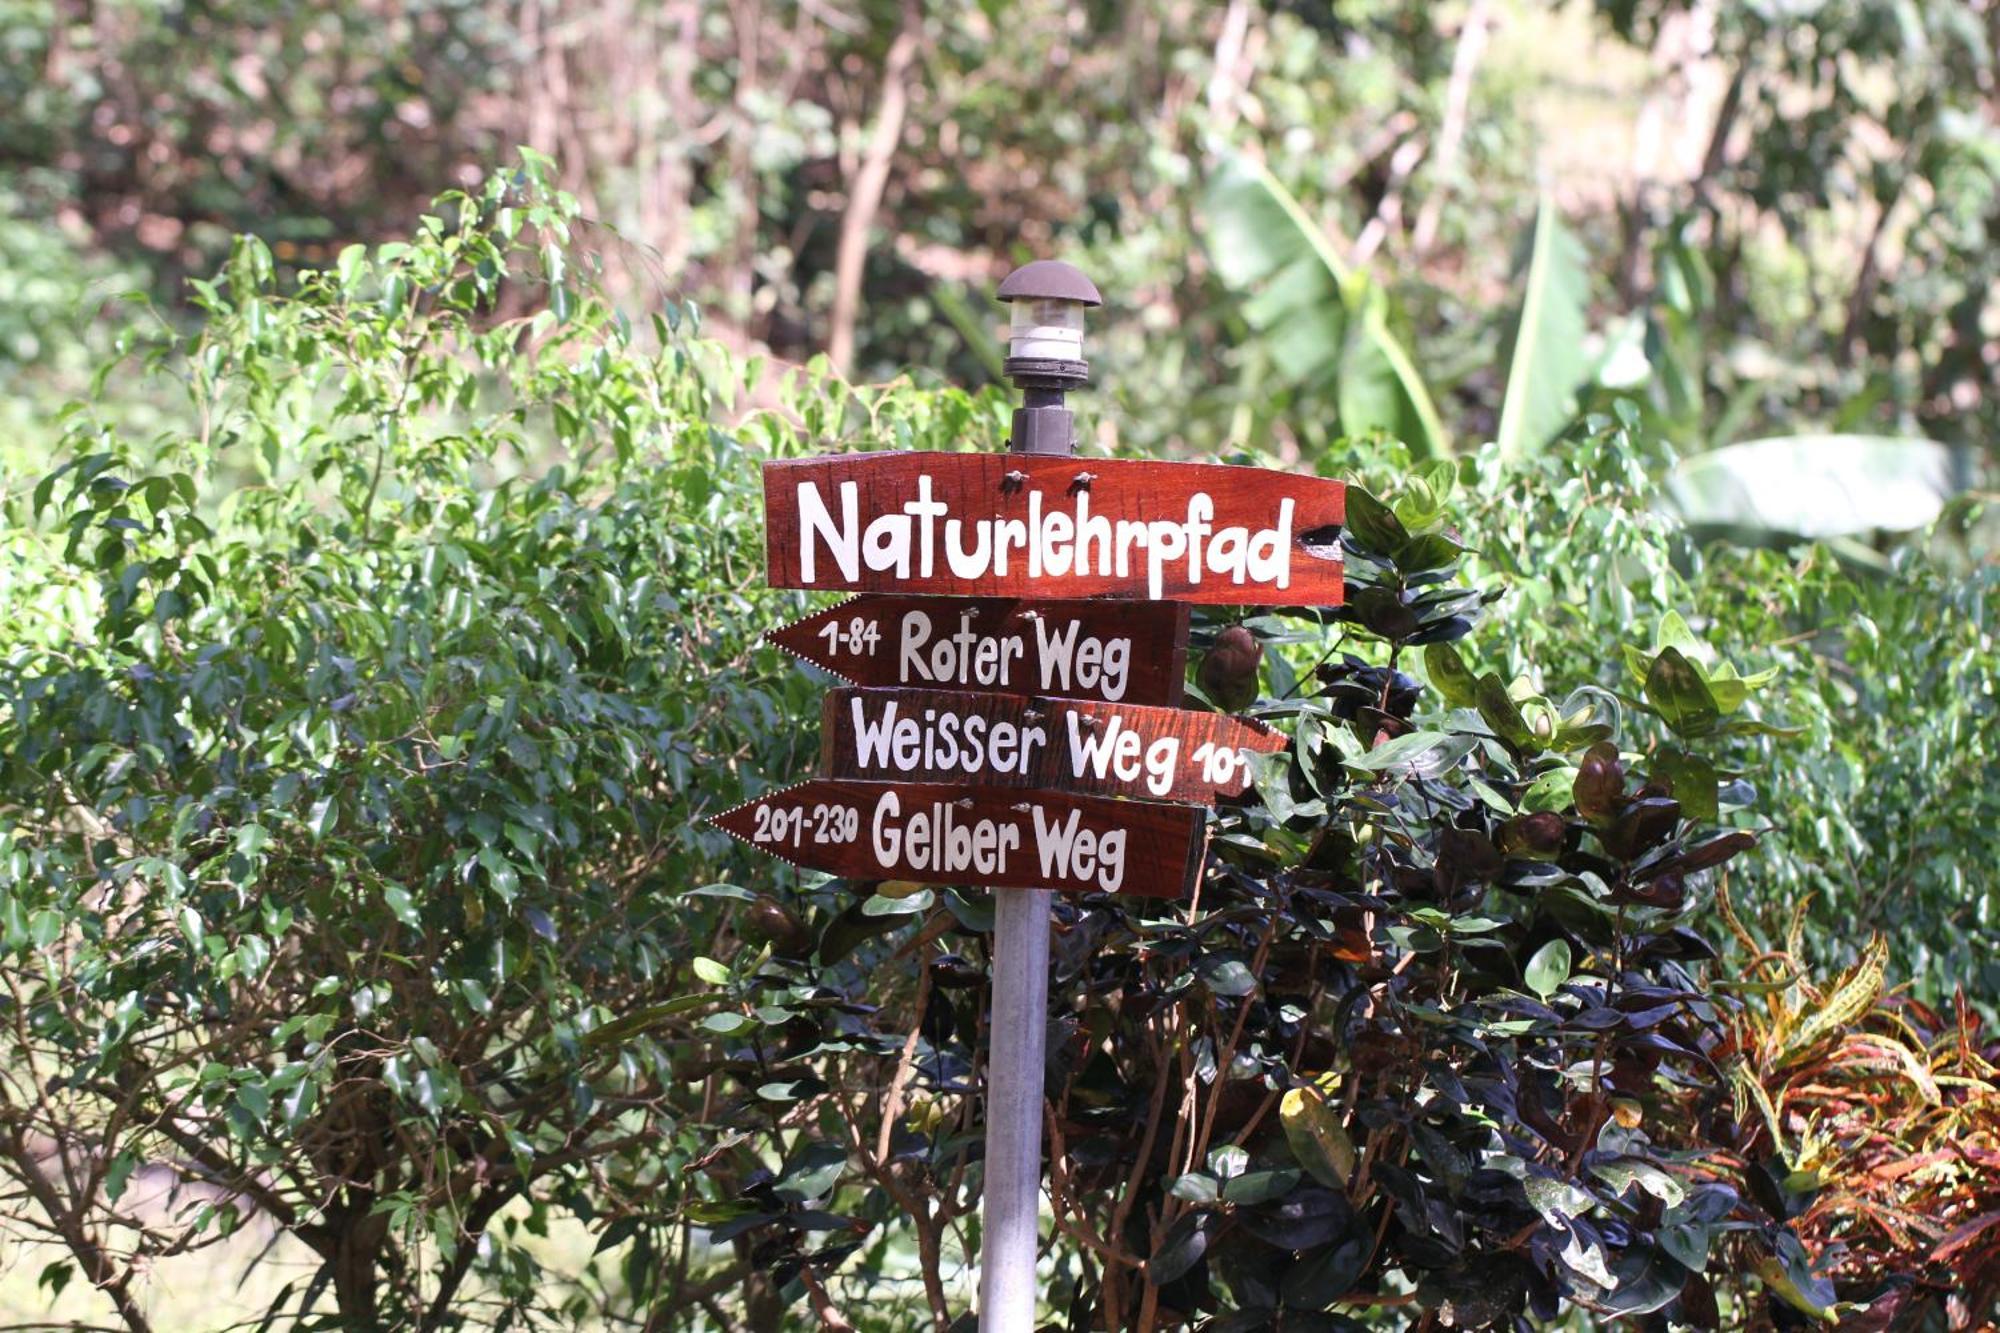 Naturlehrpfad
1-84 Roter Weg
Weisser Weg
201-230 Gelber Weg